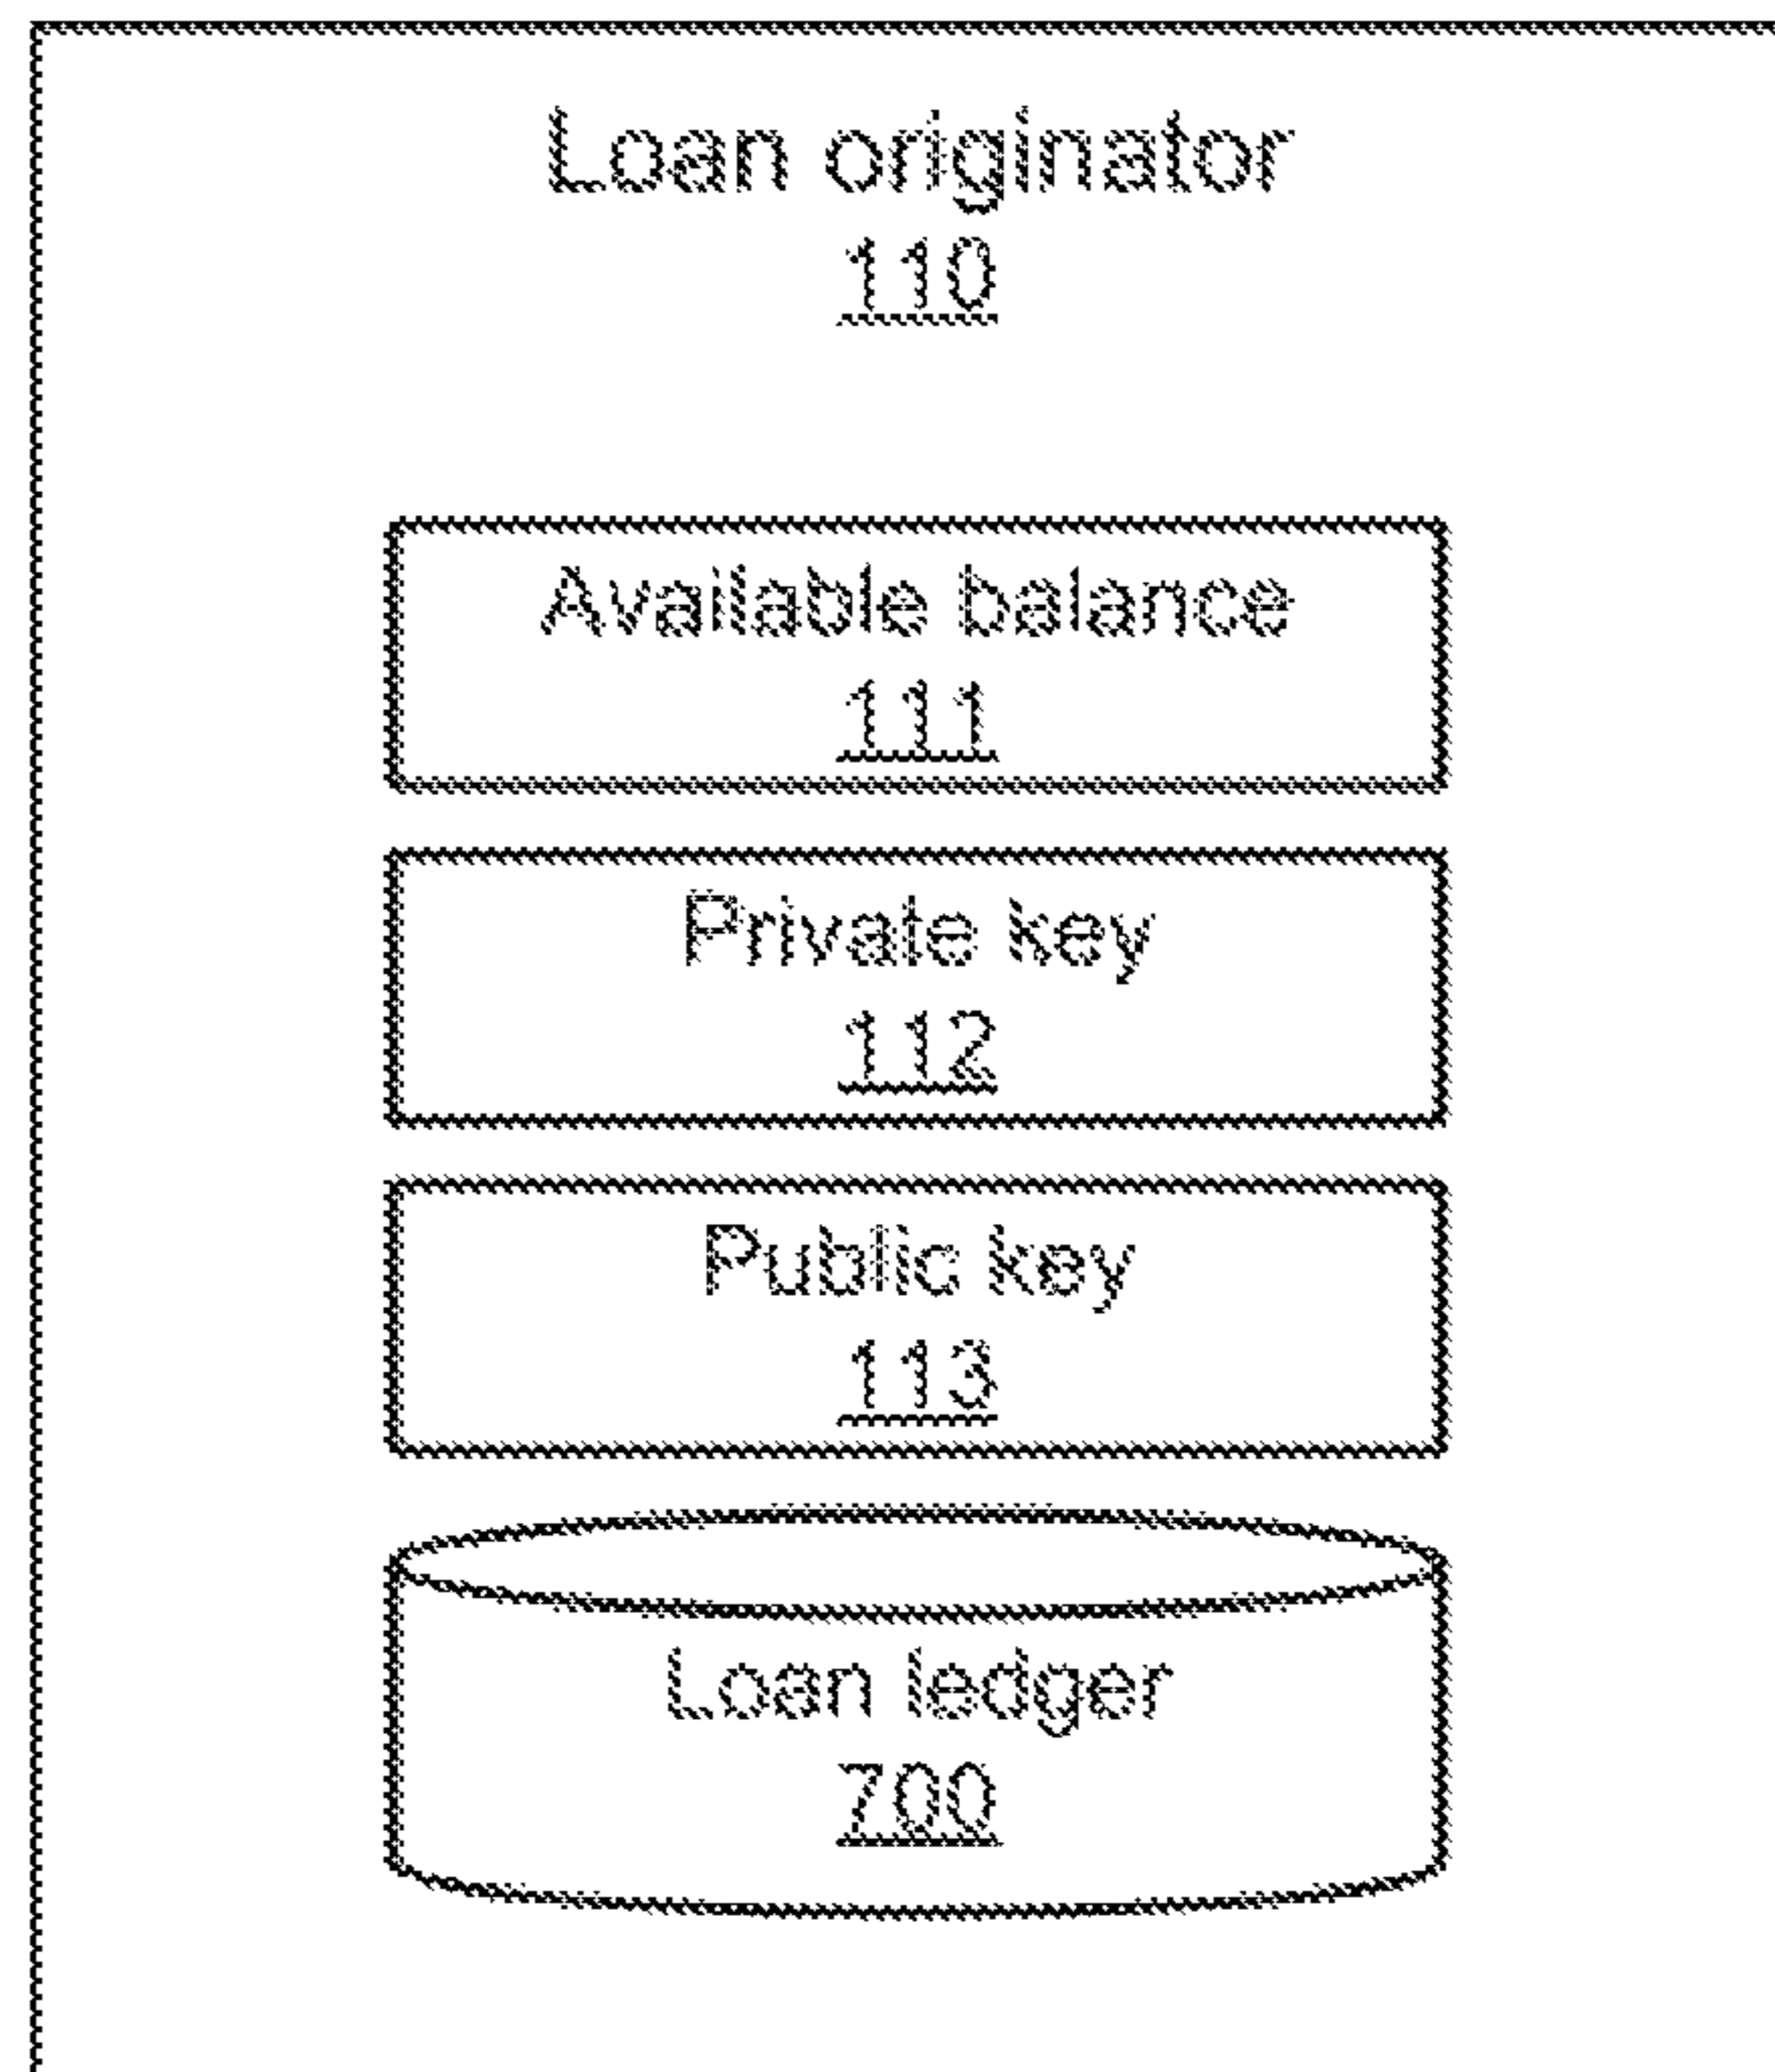 Loan originator
110
Available balance
111
Private key
112
Public key
113
Loan ledger
700